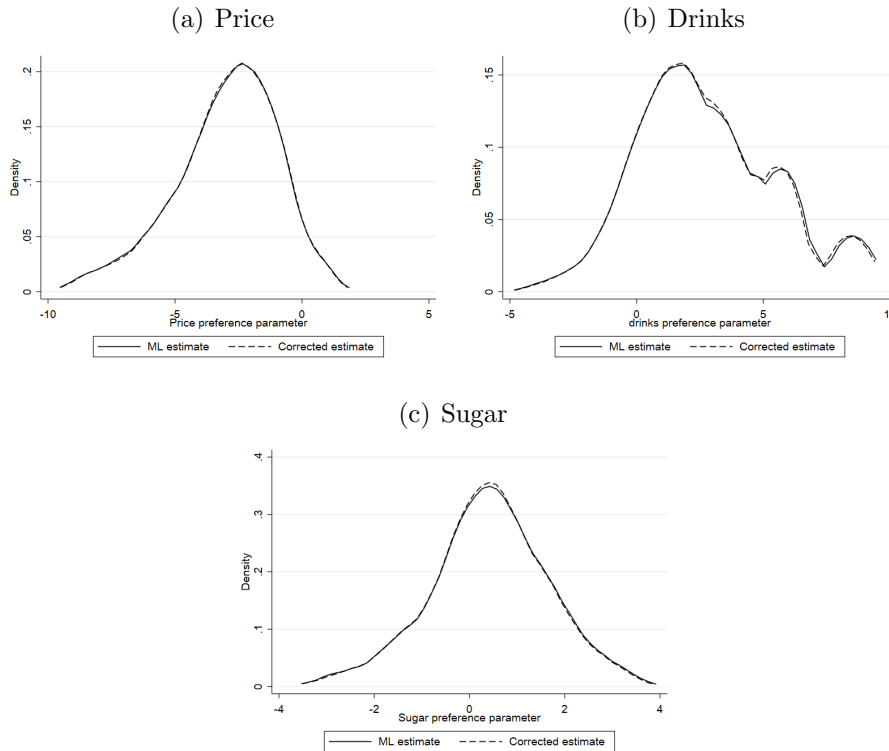 (a) Price
Density
0 .05 .1 .15 .2
-10 -5 0 5
Price preference parameter
ML estimate Corrected estimate
(b) Drinks
Density
0 .05 .1 .15
-5 0 5 1
drinks preference parameter
ML estimate Corrected estimate
(c) Sugar
Density
0 .1 .2 .3 .4
-4 -2 0 2 4
Sugar preference parameter
ML estimate Corrected estimate